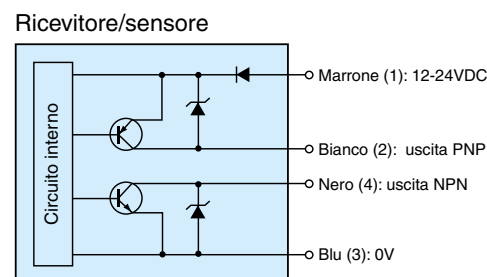 Ricevitore/sensore
Circuito interno
Marrone (1): 12-24VDC
Bianco (2): uscita PNP
Nero (4): uscita NPN
Blu (3): 0V